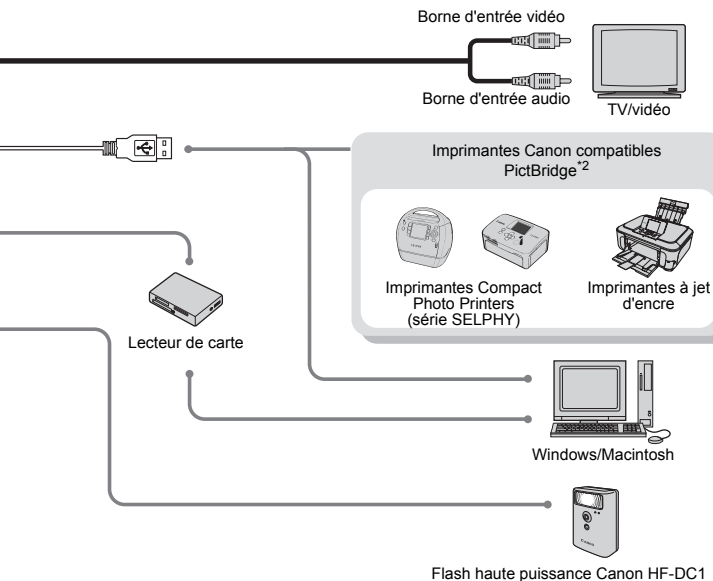 Borne d'entrée vidéo
Borne d'entrée audio
TV/vidéo
Imprimantes Canon compatibles
PictBridge*2
Imprimantes Compact
Photo Printers
(série SELPHY)
Imprimantes à jet
d'encre
Lecteur de carte
Windows/Macintosh
Canon
Flash haute puissance Canon HF-DC1